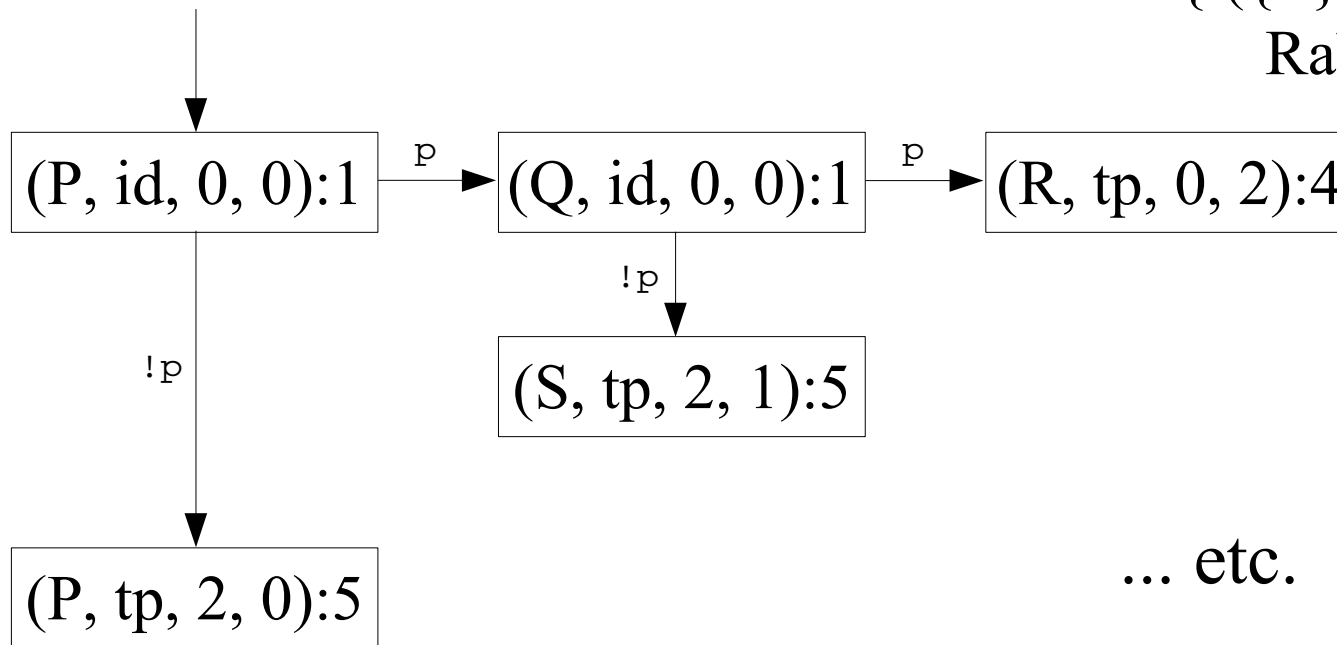 Ra
p
p
(P, id, 0, 0):1
(Q, id, 0, 0):1
(R, tp, 0, 2):4
!p
!p
(S, tp, 2, 1):5
... etc.
(P, tp, 2, 0):5